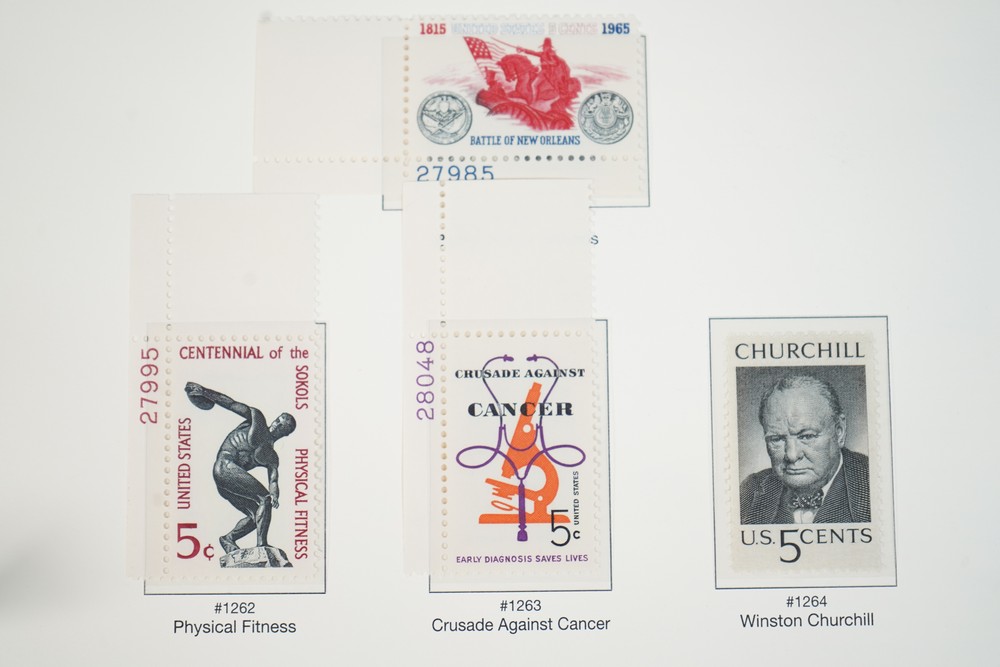 1815 1965
BATTLE OF NEW ORLEANS
27985
s
27995
CENTENNIAL of the
SOKOLS
PHYSICAL FITNESS
UNITED STATES
5¢
#1262
Physical Fitness
28048
CRUSADE AGAINST
CANCER
5c
UNITED STATES
EARLY DIAGNOSIS SAVES LIVES
#1263
Crusade Against Cancer
CHURCHILL
U.S. 5 CENTS
#1264
Winston Churchill